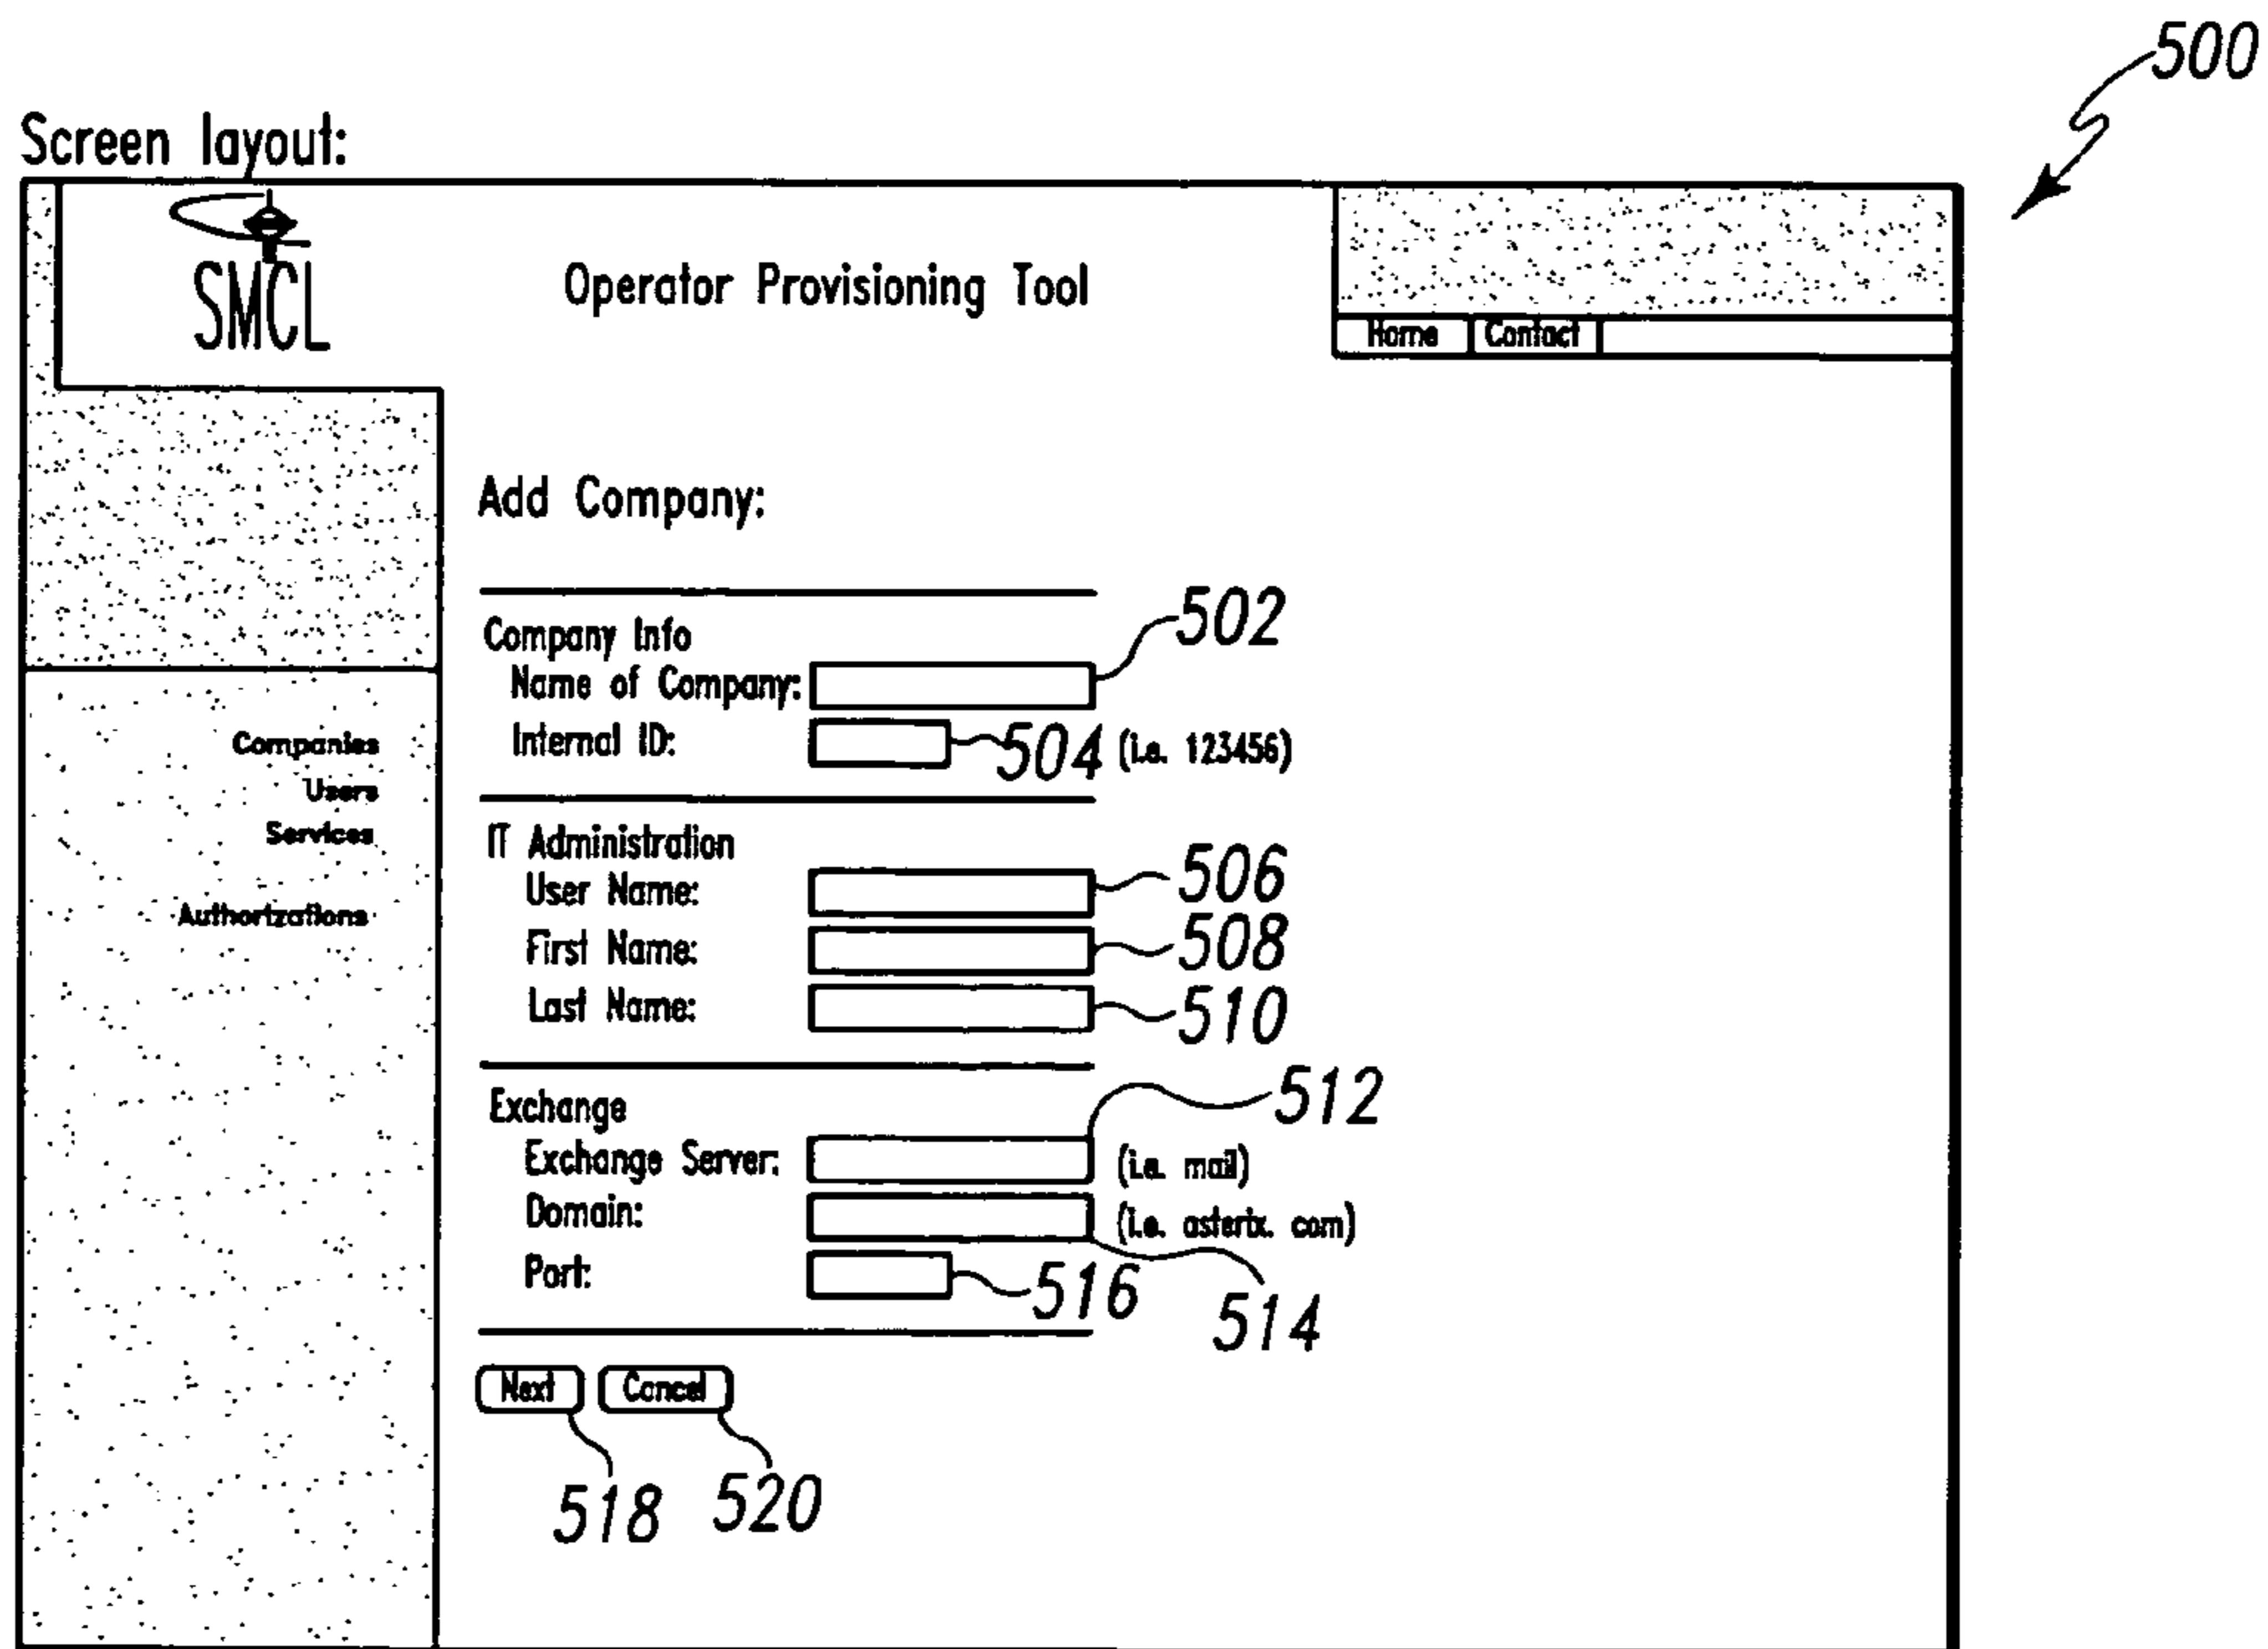 500
Screen layout:
SMCL
Operator Provisioning Tool
Home Contact
Add Company:
Company Info
Name of Company: 502
Internal ID: 504 (i.e. 123456)
Companies
Users
Services
Authorizations
IT Administration
User Name: 506
First Name: 508
Last Name: 510
Exchange 512
Exchange Server: (i.e. mail)
Domain: (i.e. asterix. com)
Port: 516 514
Next Cancel
518 520